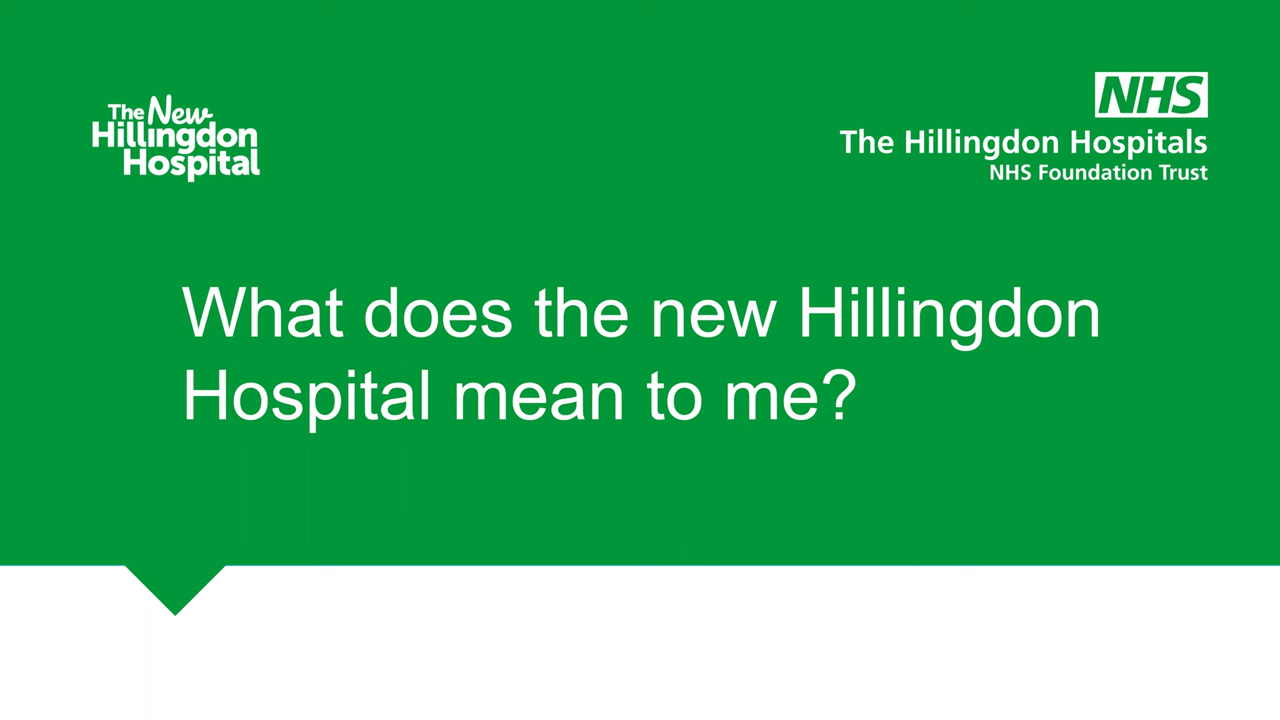 The New
Hillingdon
Hospital
NHS
The Hillingdon Hospitals
NHS Foundation Trust
What does the new Hillingdon
Hospital mean to me?